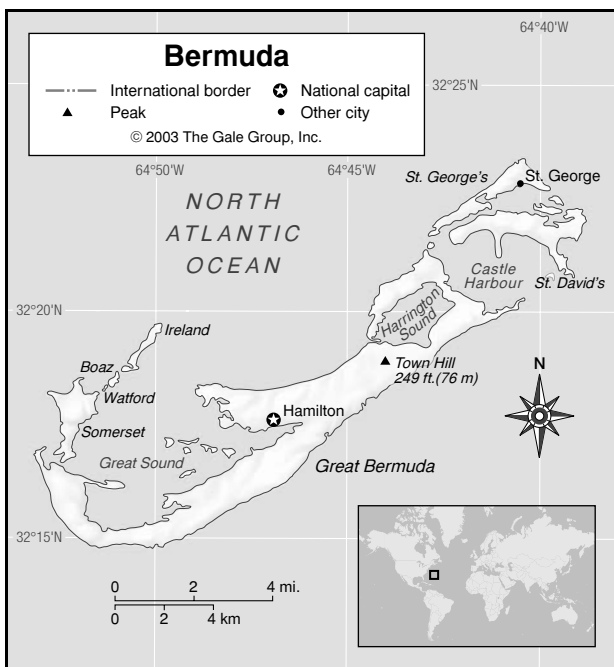 Bermuda
International border
National capital
Peak
Other city
© 2003 The Gale Group, Inc.
64°40'W
32°25'N
64°50'W
64°45'W
St. George's
St. George
NORTH
ATLANTIC
OCEAN
Castle
Harbour
St. David's
32°20'N
Harrington
Sound
Ireland
Boaz
Town Hill
249 ft.(76 m)
N
Watford
Hamilton
Somerset
Great Sound
Great Bermuda
32°15'N
0 2 4 mi.
0 2 4 km